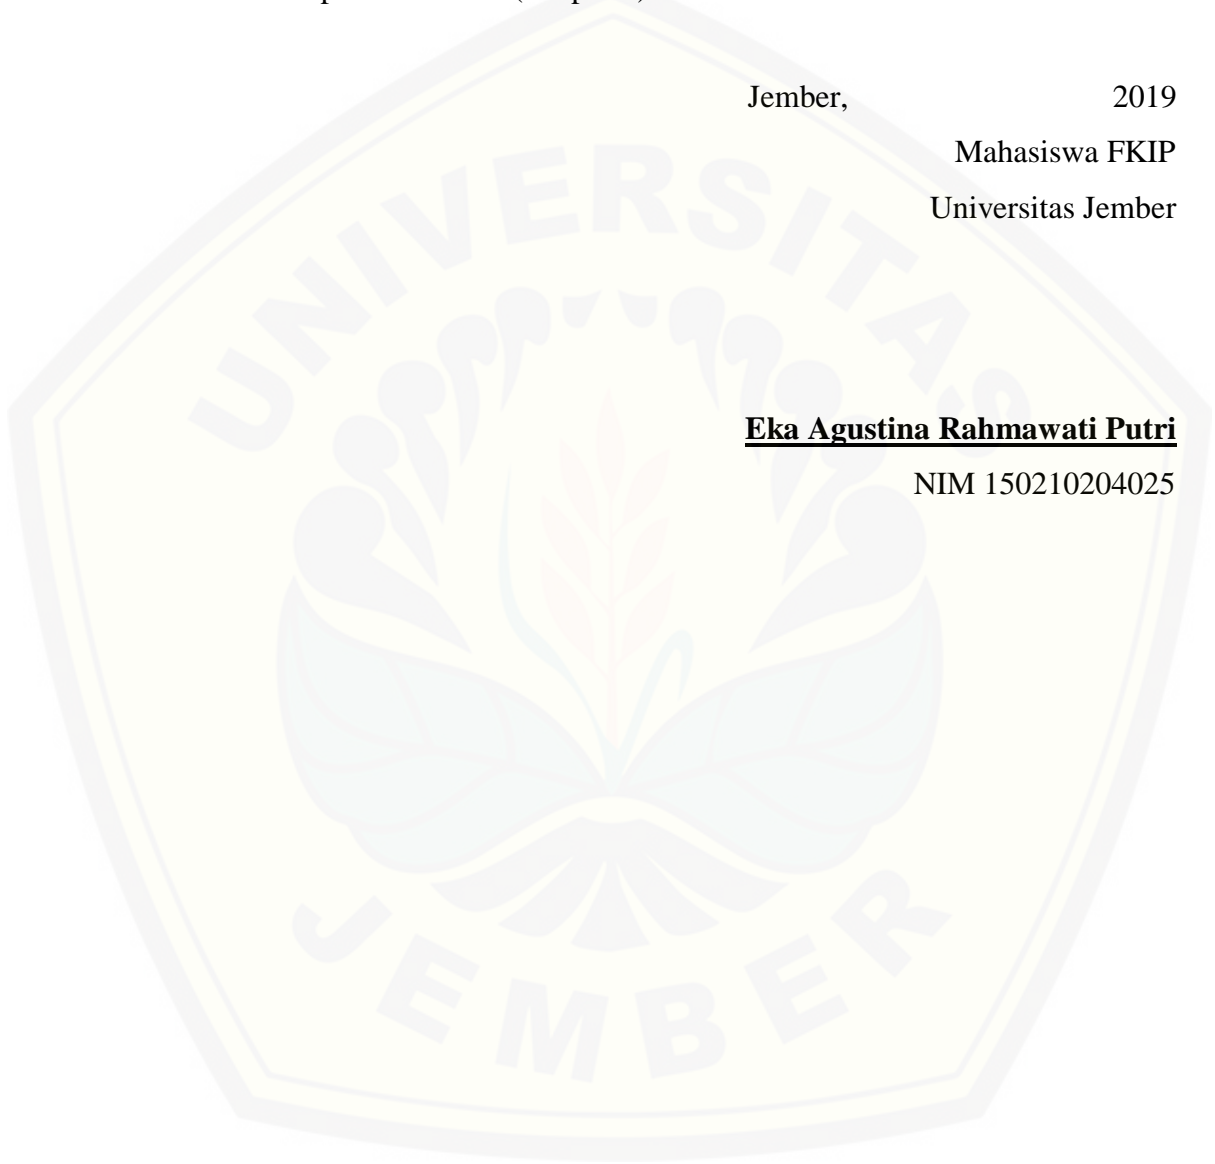 Jember, 2019
Mahasiswa FKIP
Universitas Jember
Eka Agustina Rahmawati Putri
NIM 150210204025
UNIVERSITAS
JEMBER